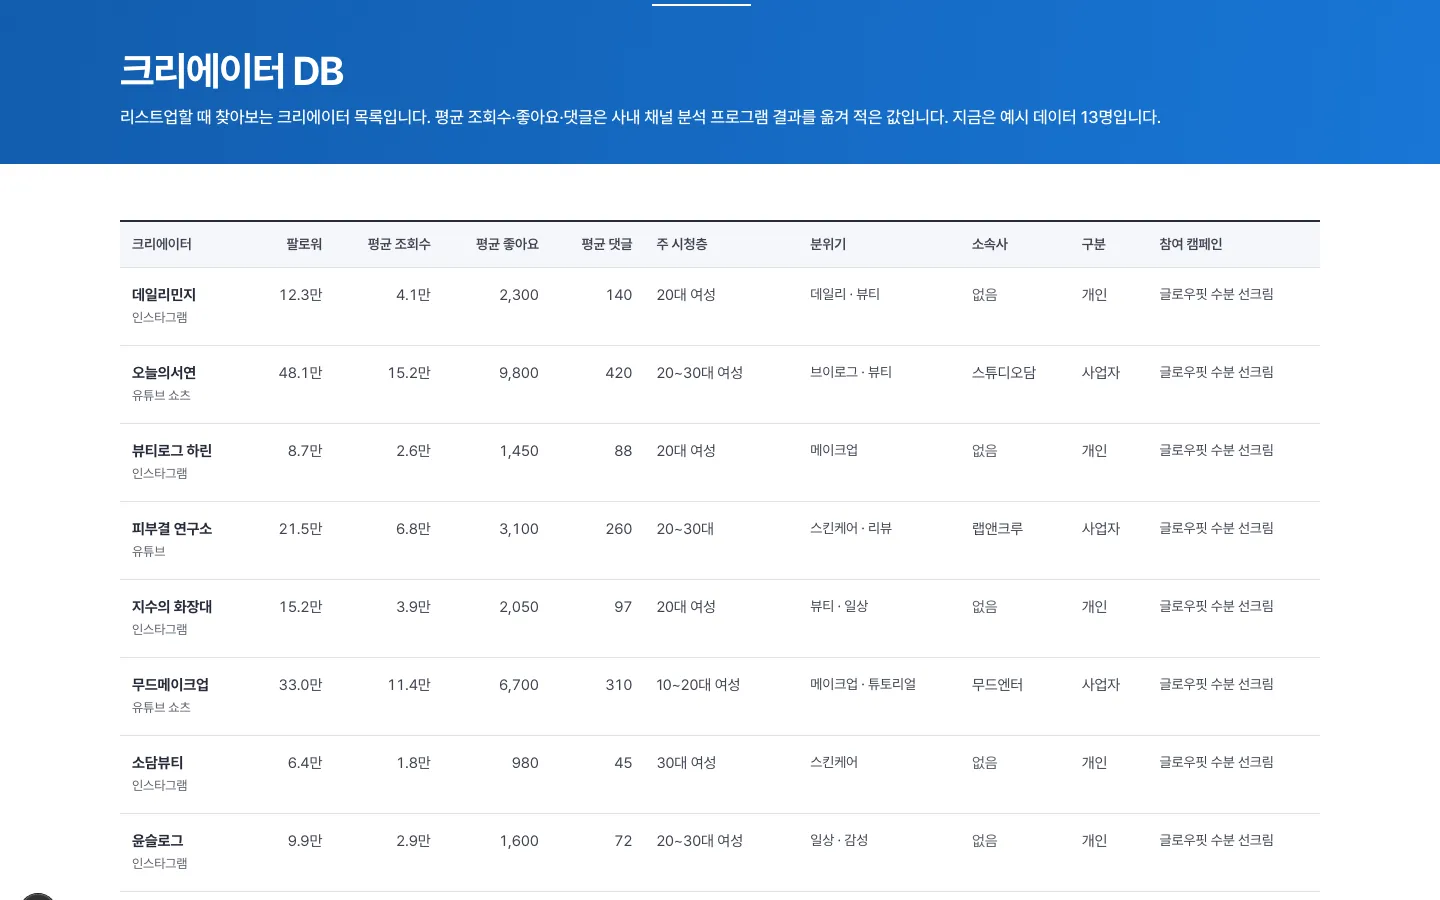 크리에이터 DB
리스트업할 때 찾아보는 크리에이터 목록입니다. 평균 조회수·좋아요·댓글은 사내 채널 분석 프로그램 결과를 옮겨 적은 값입니다. 지금은 예시 데이터 13명입니다.
크리에이터 팔로워 평균 조회수 평균 좋아요 평균 댓글 주 시청층 분위기 소속사 구분 참여 캠페인
데일리민지 12.3만 4.1만 2,300 140 20대 여성 데일리 · 뷰티 없음 개인 글로우핏 수분 선크림
인스타그램
오늘의서연 48.1만 15.2만 9,800 420 20~30대 여성 브이로그 · 뷰티 스튜디오담 사업자 글로우핏 수분 선크림
유튜브 쇼츠
뷰티로그 하린 8.7만 2.6만 1,450 88 20대 여성 메이크업 없음 개인 글로우핏 수분 선크림
인스타그램
피부결 연구소 21.5만 6.8만 3,100 260 20~30대 스킨케어 · 리뷰 랩앤크루 사업자 글로우핏 수분 선크림
유튜브
지수의 화장대 15.2만 3.9만 2,050 97 20대 여성 뷰티 · 일상 없음 개인 글로우핏 수분 선크림
인스타그램
무드메이크업 33.0만 11.4만 6,700 310 10~20대 여성 메이크업 · 튜토리얼 무드엔터 사업자 글로우핏 수분 선크림
유튜브 쇼츠
소담뷰티 6.4만 1.8만 980 45 30대 여성 스킨케어 없음 개인 글로우핏 수분 선크림
인스타그램
윤슬로그 9.9만 2.9만 1,600 72 20~30대 여성 일상 · 감성 없음 개인 글로우핏 수분 선크림
인스타그램